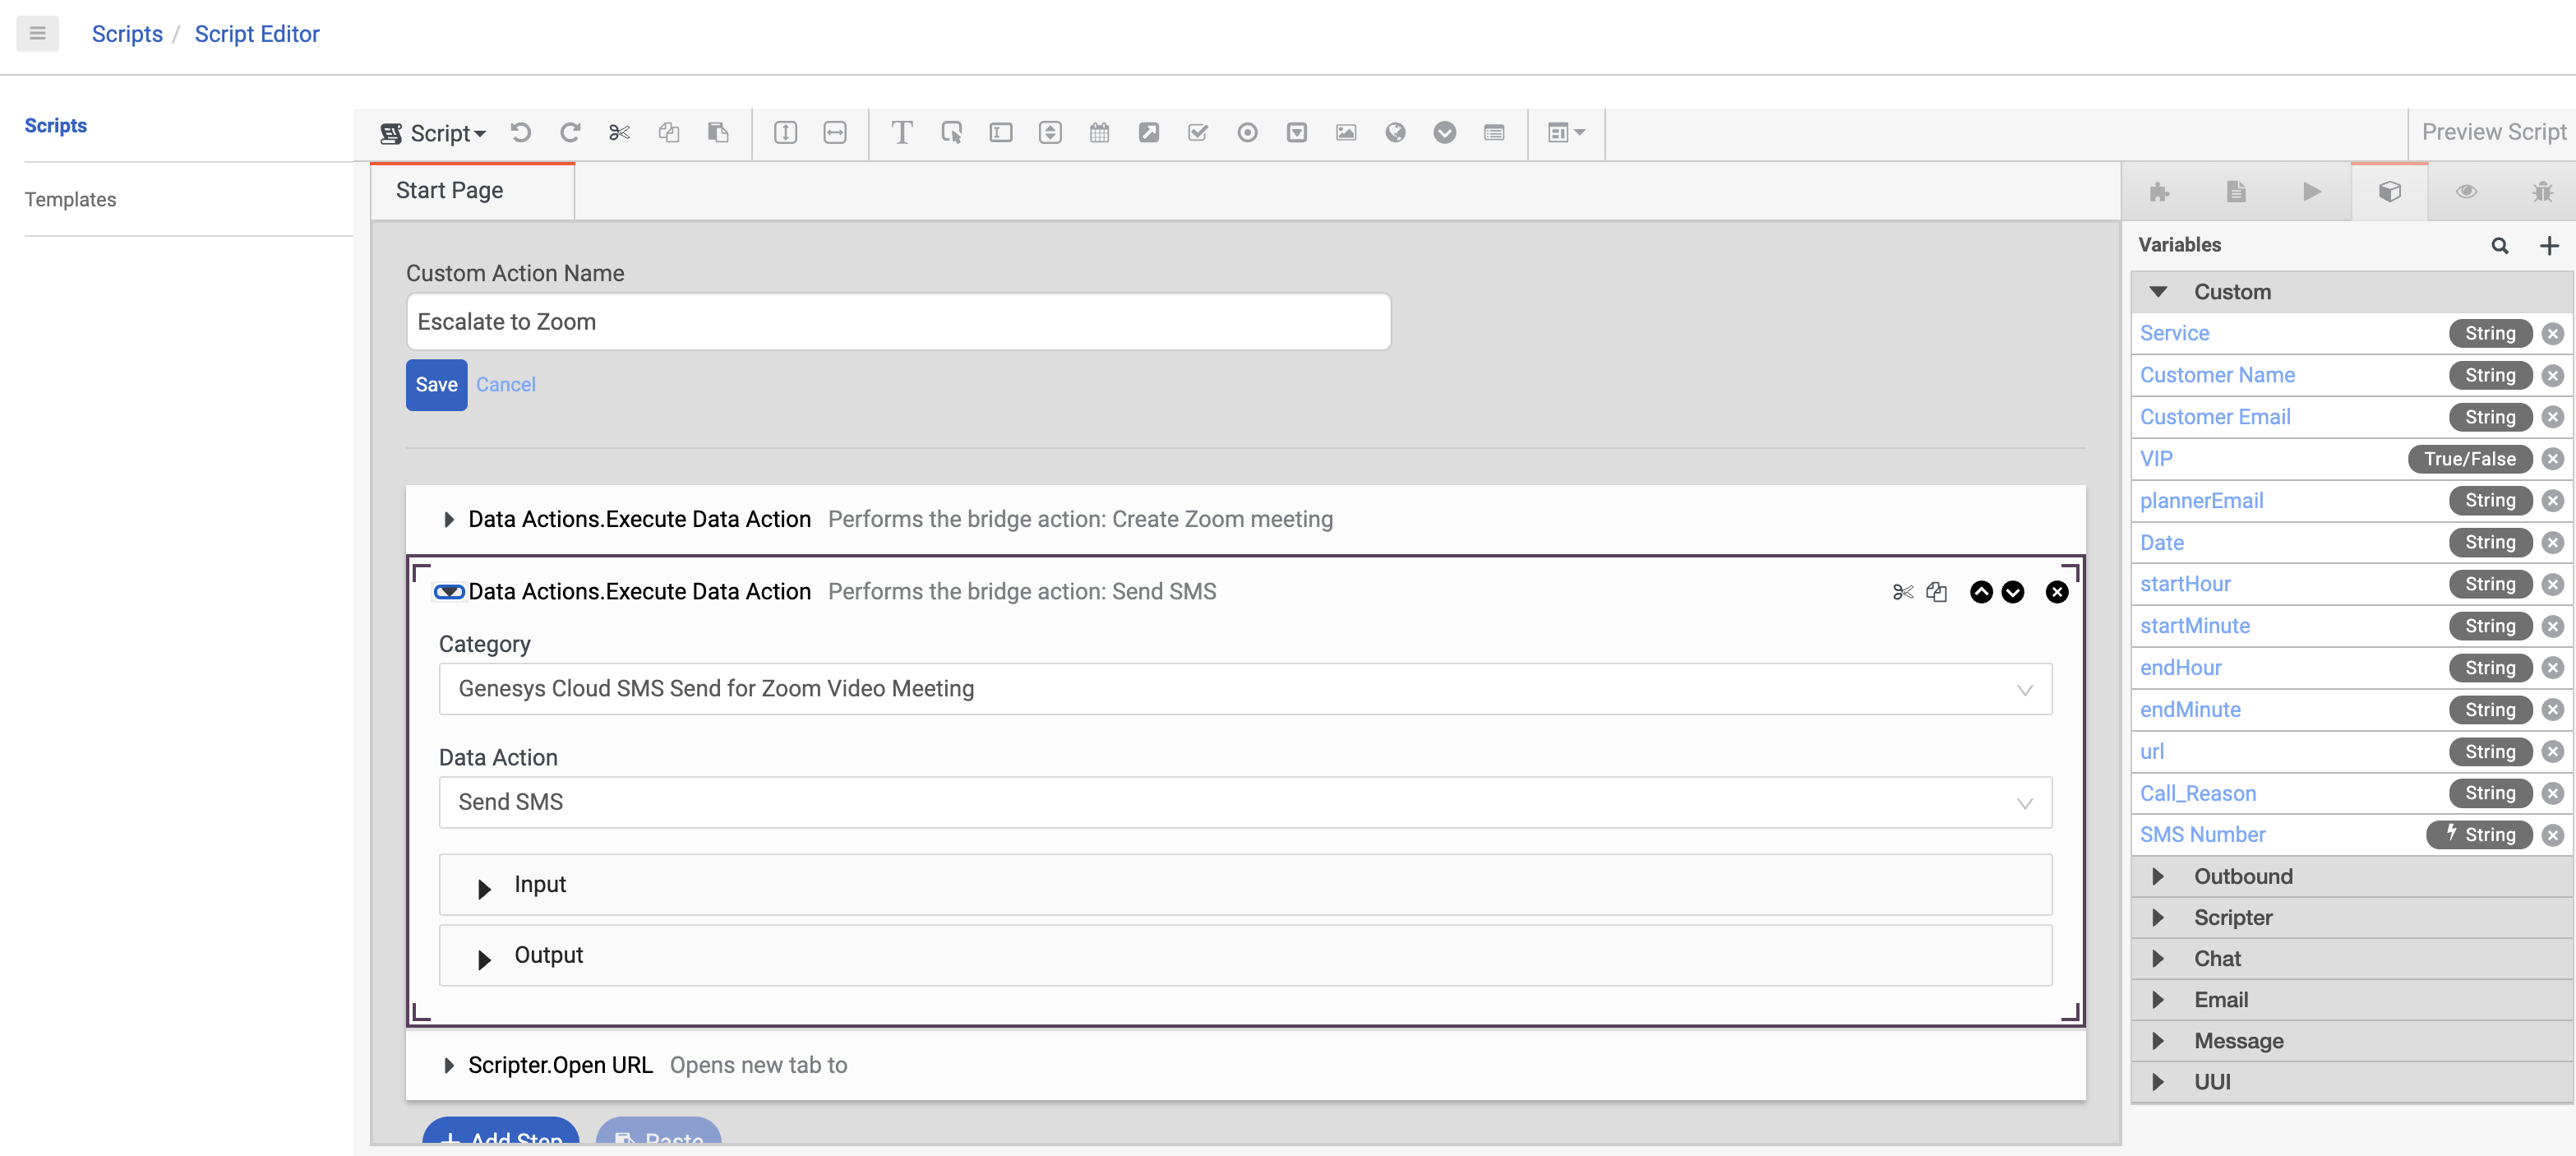 Scripts / Script Editor
Scripts
Templates
Script
Preview Script
Start Page
Custom Action Name
Escalate to Zoom
Save Cancel
Data Actions.Execute Data Action Performs the bridge action: Create Zoom meeting
Data Actions.Execute Data Action Performs the bridge action: Send SMS
Category
Genesys Cloud SMS Send for Zoom Video Meeting
Data Action
Send SMS
Input
Output
Scripter.Open URL Opens new tab to
+ Add Step Paste
Variables
Custom
Service String
Customer Name String
Customer Email String
VIP True/False
plannerEmail String
Date String
startHour String
startMinute String
endHour String
endMinute String
url String
Call_Reason String
SMS Number String
Outbound
Scripter
Chat
Email
Message
UUI